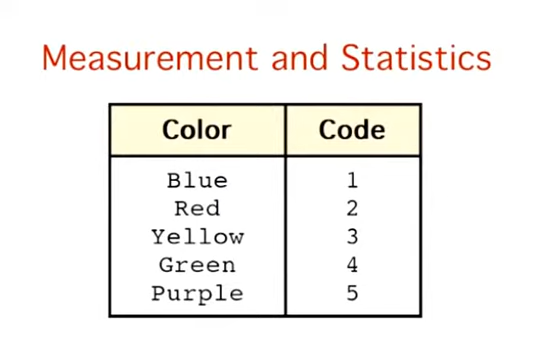 Measurement and Statistics
Color Code
Blue 1
Red 2
Yellow 3
Green 4
Purple 5